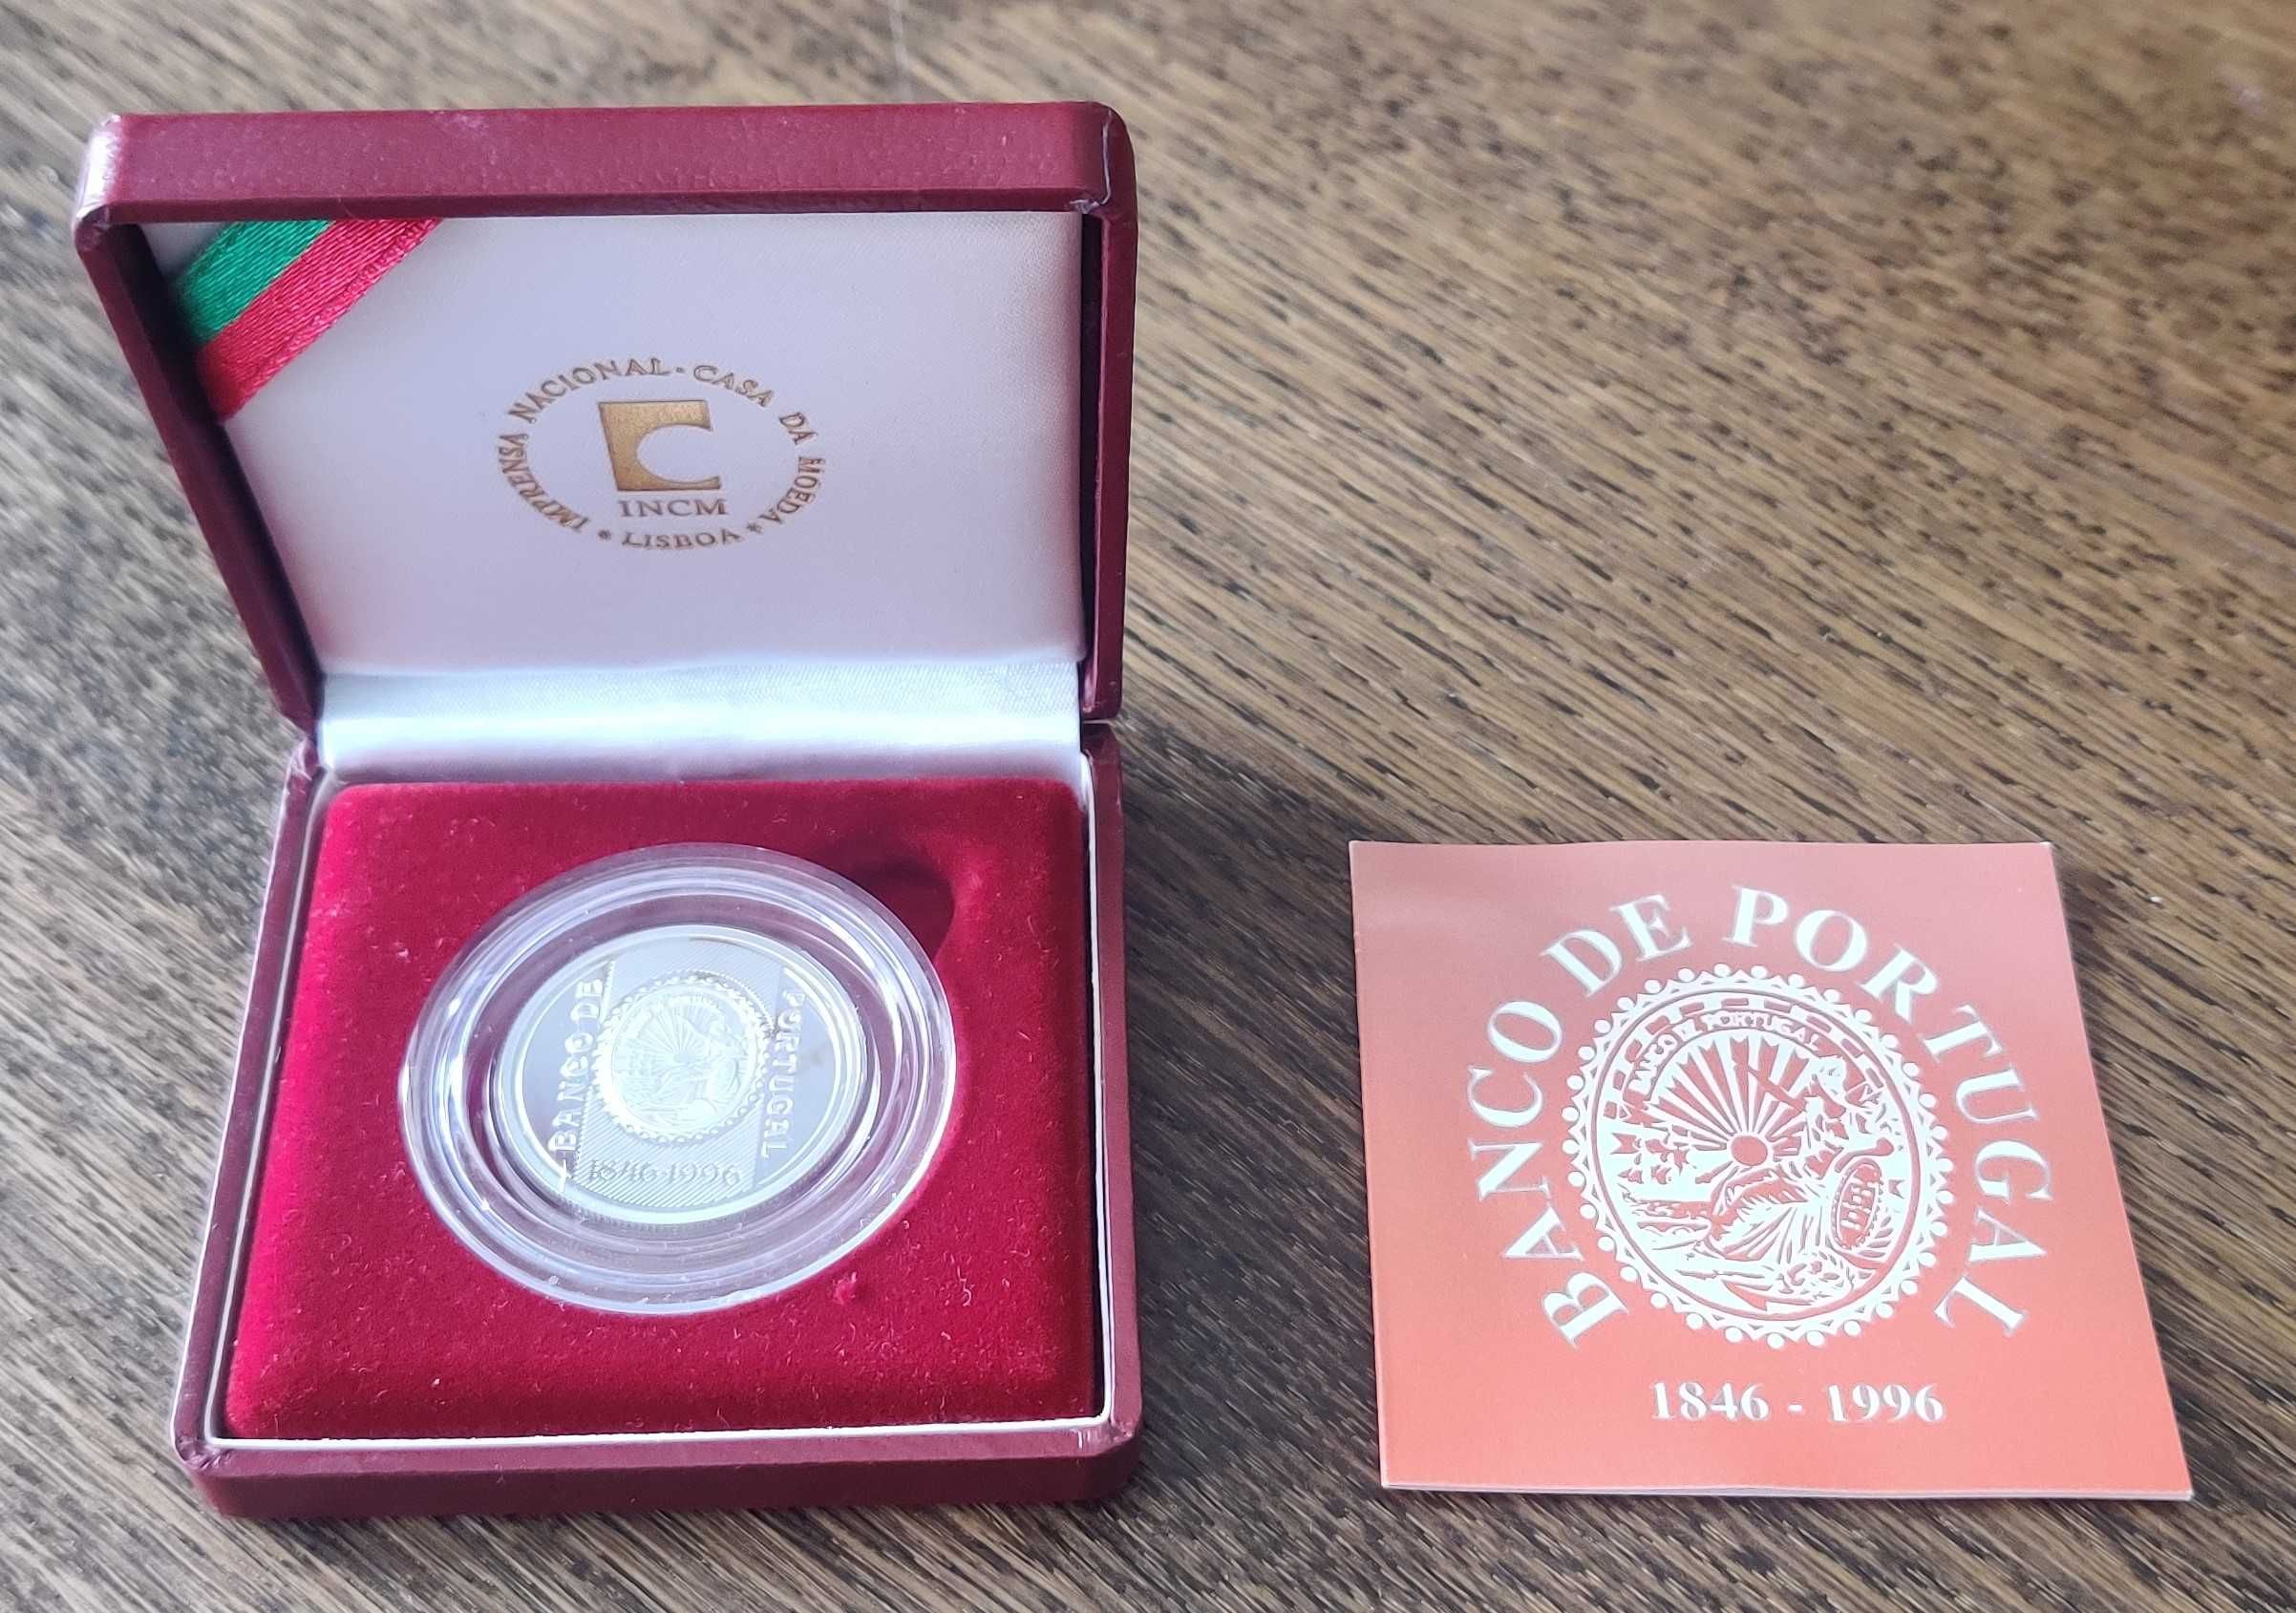 IMPRENSA NACIONAL · CASA DA MOEDA
INCM
* LISBOA *
BANCO DE
PORTUGAL
1846-1996
BANCO DE PORTUGAL
BANCO DE PORTUGAL
1846 - 1996